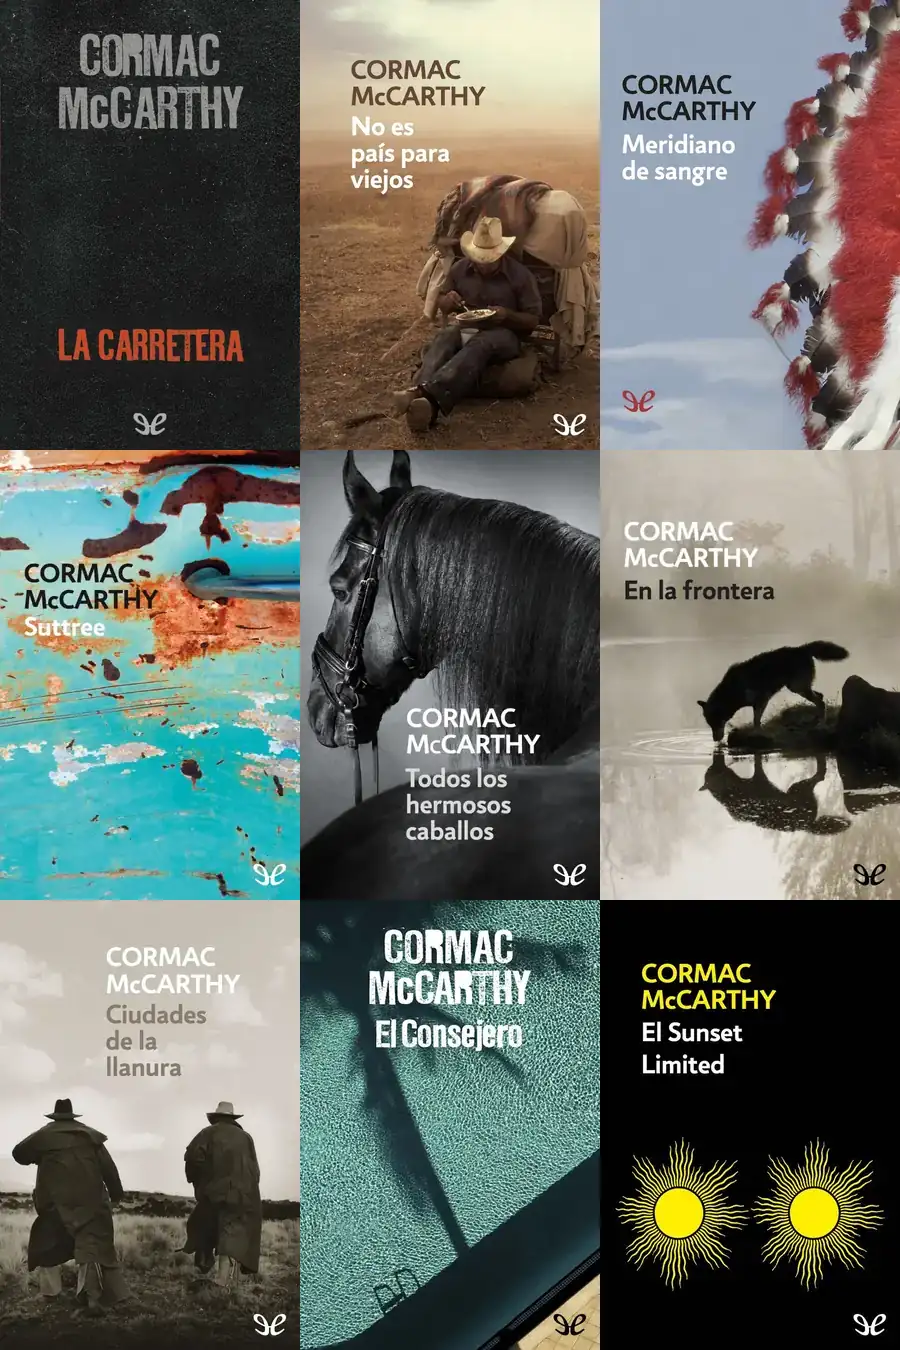 CORMAC
McCARTHY
LA CARRETERA
CORMAC
McCARTHY
No es
país para
viejos
CORMAC
McCARTHY
Meridiano
de sangre
CORMAC
McCARTHY
Suttree
CORMAC
McCARTHY
Todos los
hermosos
caballos
CORMAC
McCARTHY
En la frontera
CORMAC
McCARTHY
Ciudades
de la
llanura
CORMAC
McCARTHY
El Consejero
CORMAC
McCARTHY
El Sunset
Limited